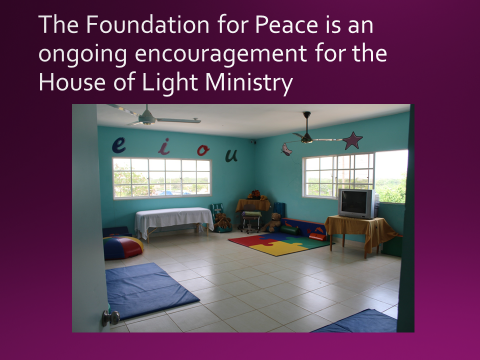 The Foundation for Peace is an
ongoing encouragement for the
House of Light Ministry
e i o u